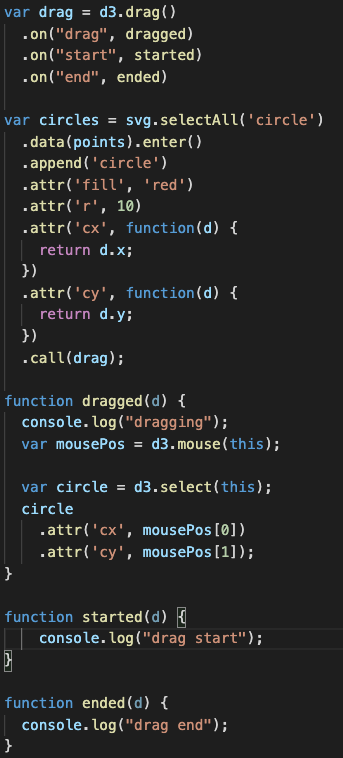 var drag = d3.drag()
  .on("drag", dragged)
  .on("start", started)
  .on("end", ended)

var circles = svg.selectAll('circle')
  .data(points).enter()
  .append('circle')
  .attr('fill', 'red')
  .attr('r', 10)
  .attr('cx', function(d) {
    return d.x;
  })
  .attr('cy', function(d) {
    return d.y;
  })
  .call(drag);

function dragged(d) {
  console.log("dragging");
  var mousePos = d3.mouse(this);

  var circle = d3.select(this);
  circle
    .attr('cx', mousePos[0])
    .attr('cy', mousePos[1]);
}

function started(d) {
    console.log("drag start");
}

function ended(d) {
  console.log("drag end");
}